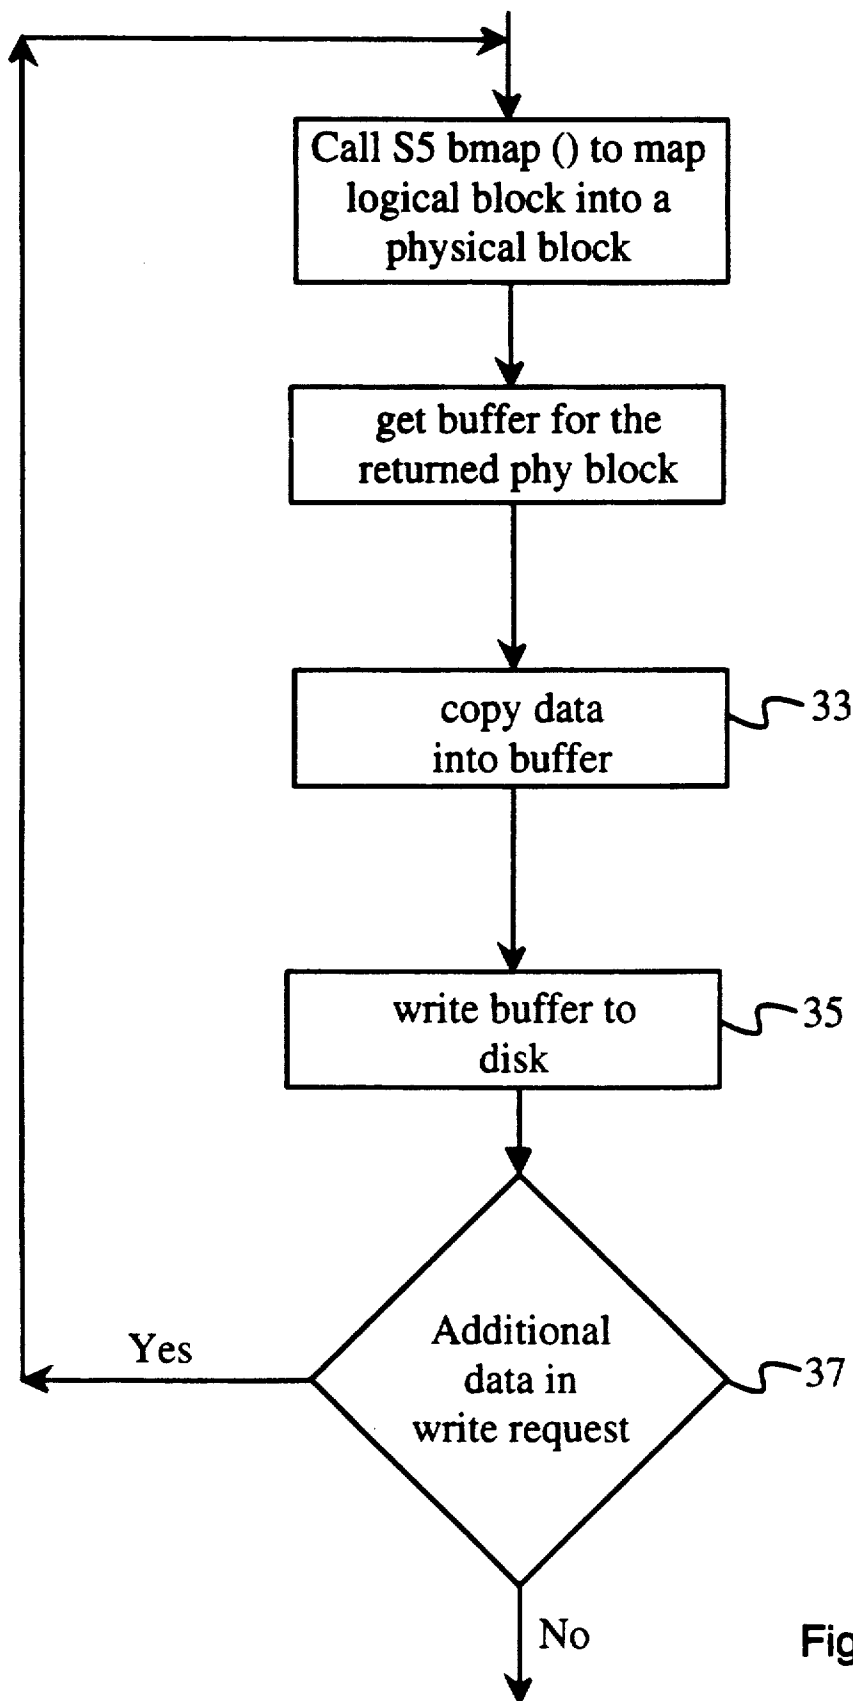 Call S5 bmap () to map
logical block into a
physical block
get buffer for the
returned phy block
copy data
into buffer
33
write buffer to
disk
35
Additional
data in
write request
37
Yes
No
Fig